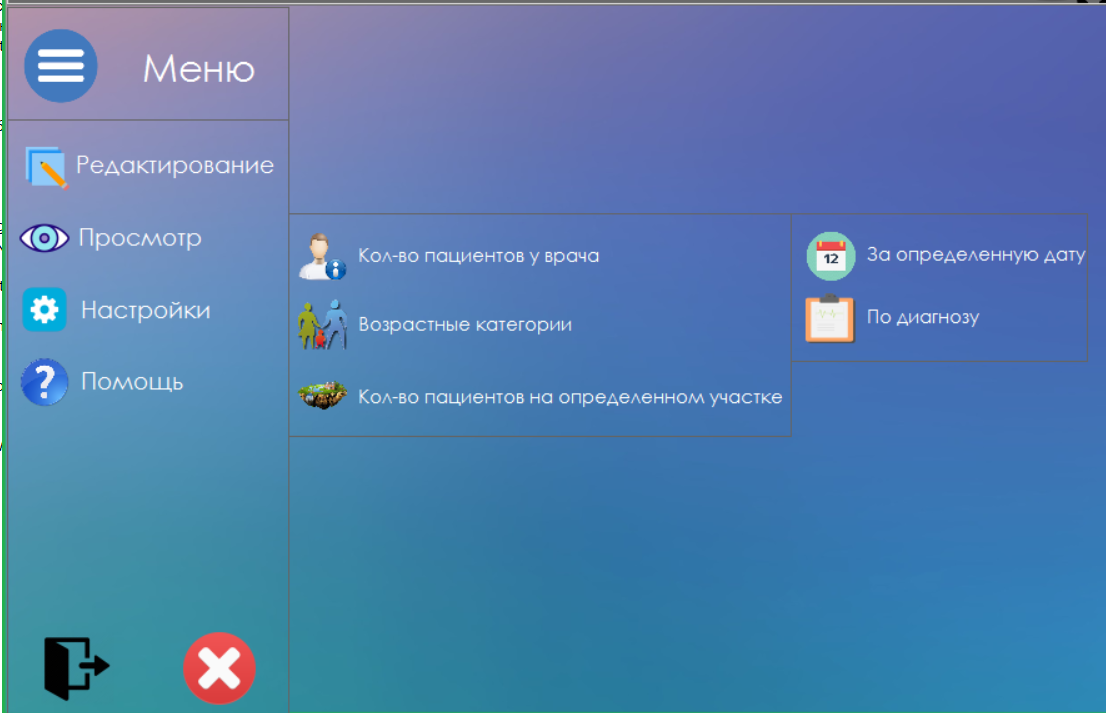 Меню
Редактирование
Просмотр
Настройки
Помощь
Кол-во пациентов у врача
Возрастные категории
Кол-во пациентов на определенном участке
12
За определенную дату
По диагнозу